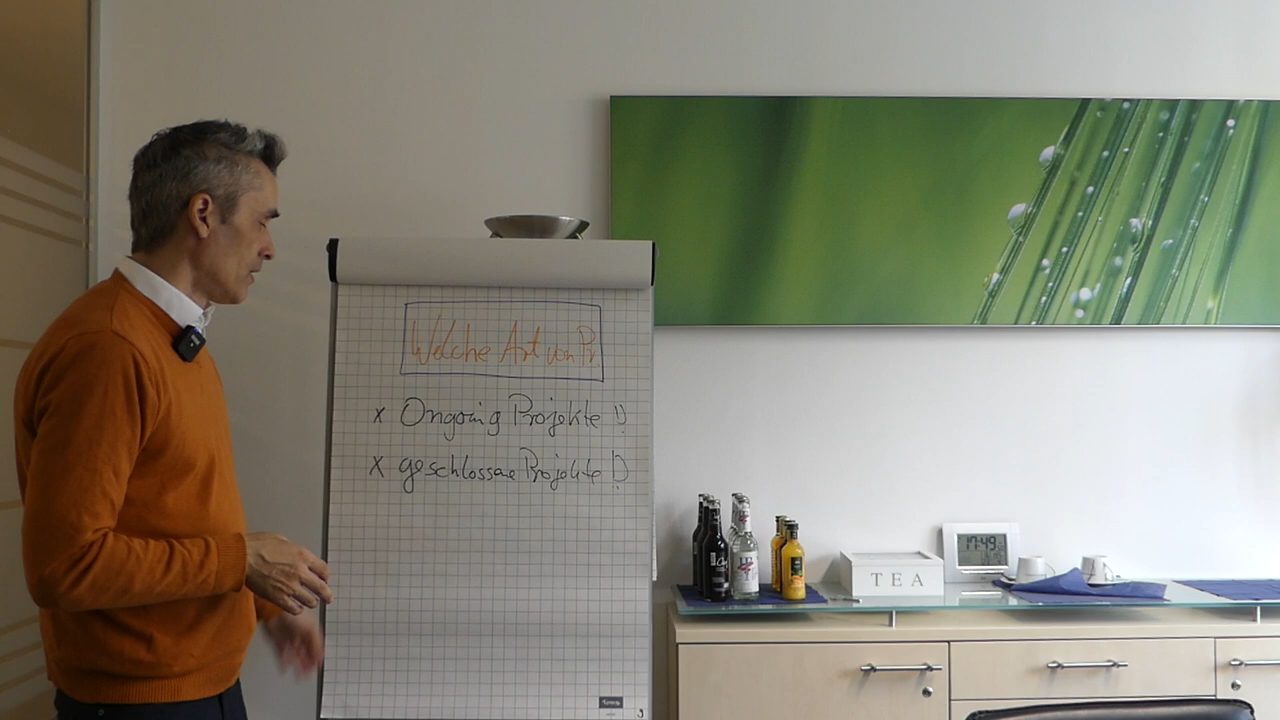 Welche Art von Pr
x Ongoing Projekte !)
x geschlossene Projekte !)
17:49
TEA